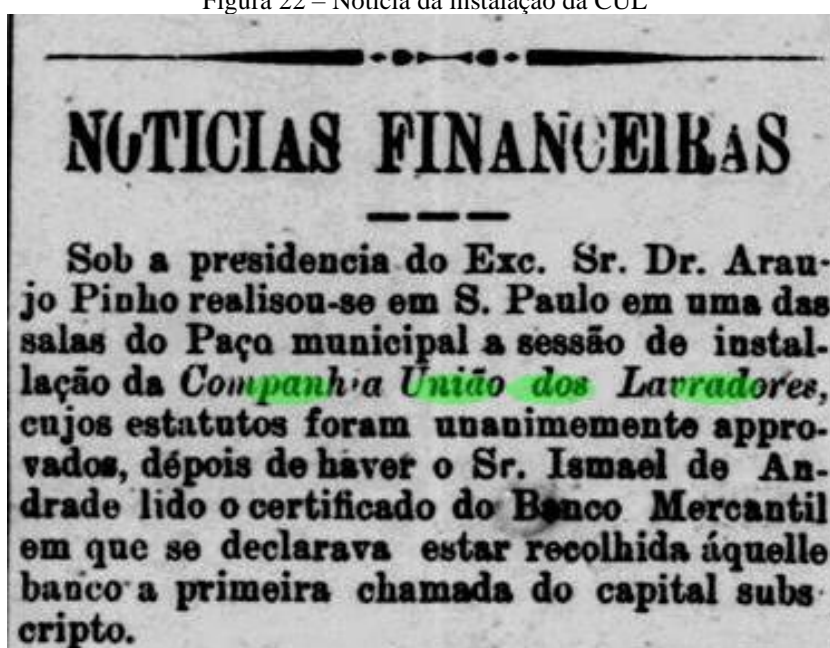 Figura 22 – Notícia da instalação da CUL
NOTICIAS FINANCEIRAS
Sob a presidencia do Exc. Sr. Dr. Arau-
jo Pinho realisou-se em S. Paulo em uma das
salas do Paço municipal a sessão de instal-
lação da Companhia União dos Lavradores,
cujos estatutos foram unanimemente appro-
vados, dépois de haver o Sr. Ismael de An-
drade lido o certificado do Banco Mercantil
em que se declarava estar recolhida áquelle
banco a primeira chamada do capital subs
cripto.